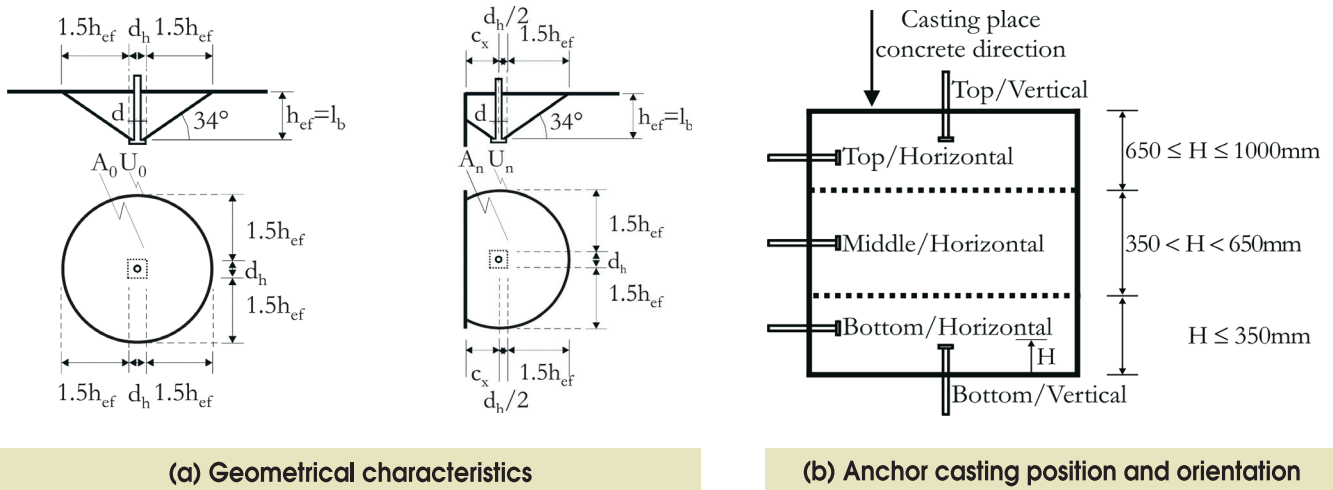 1.5h_ef d_h 1.5h_ef
d
34°
h_ef=l_b
A_0 U_0
1.5h_ef
d_h
1.5h_ef
1.5h_ef d_h 1.5h_ef
d_h/2
c_x 1.5h_ef
d
34°
h_ef=l_b
A_n U_n
1.5h_ef
d_h
1.5h_ef
c_x 1.5h_ef
d_h/2
(a) Geometrical characteristics
Casting place
concrete direction
Top/Vertical
Top/Horizontal
650 ≤ H ≤ 1000mm
Middle/Horizontal
350 < H < 650mm
Bottom/Horizontal
H
H ≤ 350mm
Bottom/Vertical
(b) Anchor casting position and orientation